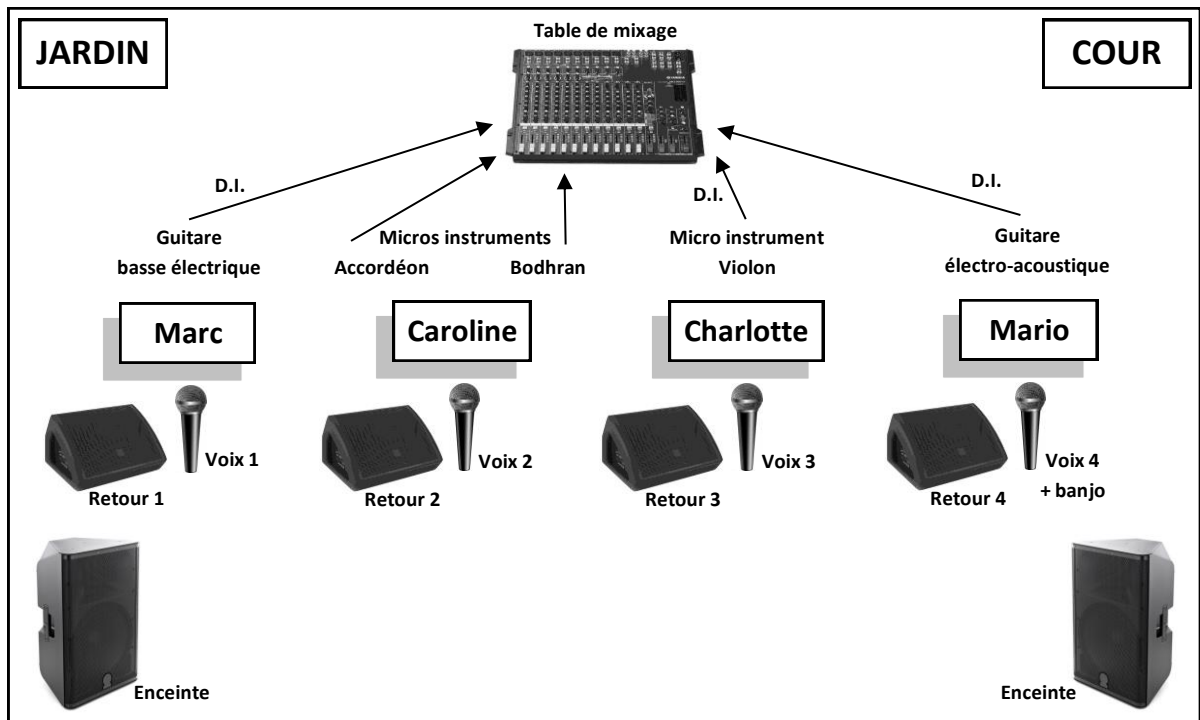 Table de mixage
JARDIN
COUR
D.I.
D.I.
D.I.
Guitare
basse électrique
Micros instruments
Accordéon
Bodhran
Micro instrument
Violon
Guitare
électro-acoustique
Marc
Caroline
Charlotte
Mario
Voix 1
Voix 2
Voix 3
Voix 4
+ banjo
Retour 1
Retour 2
Retour 3
Retour 4
Enceinte
Enceinte